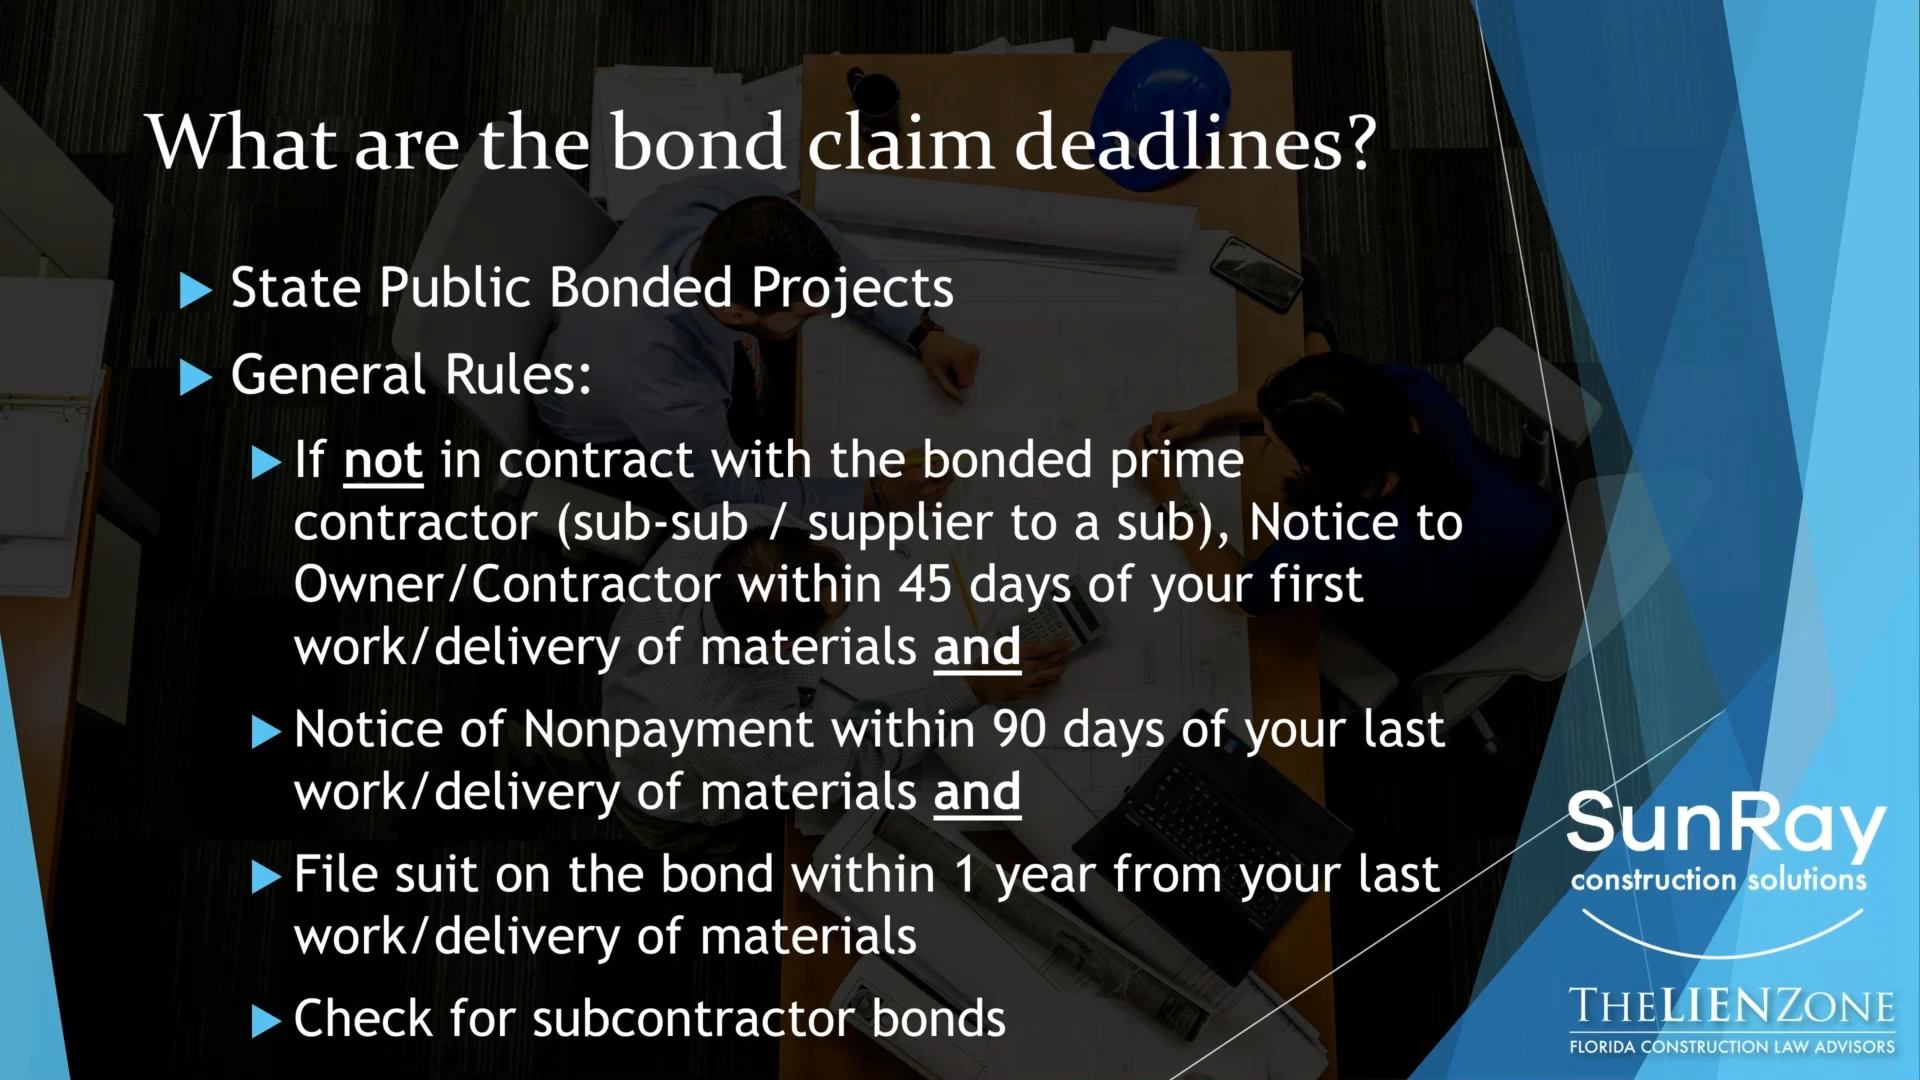 What are the bond claim deadlines?
State Public Bonded Projects
General Rules:
If not in contract with the bonded prime
contractor (sub-sub / supplier to a sub), Notice to
Owner/Contractor within 45 days of your first
work/delivery of materials and
Notice of Nonpayment within 90 days of your last
work/delivery of materials and
File suit on the bond within 1 year from your last
work/delivery of materials
Check for subcontractor bonds
SunRay
construction solutions
THELIENZONE
FLORIDA CONSTRUCTION LAW ADVISORS